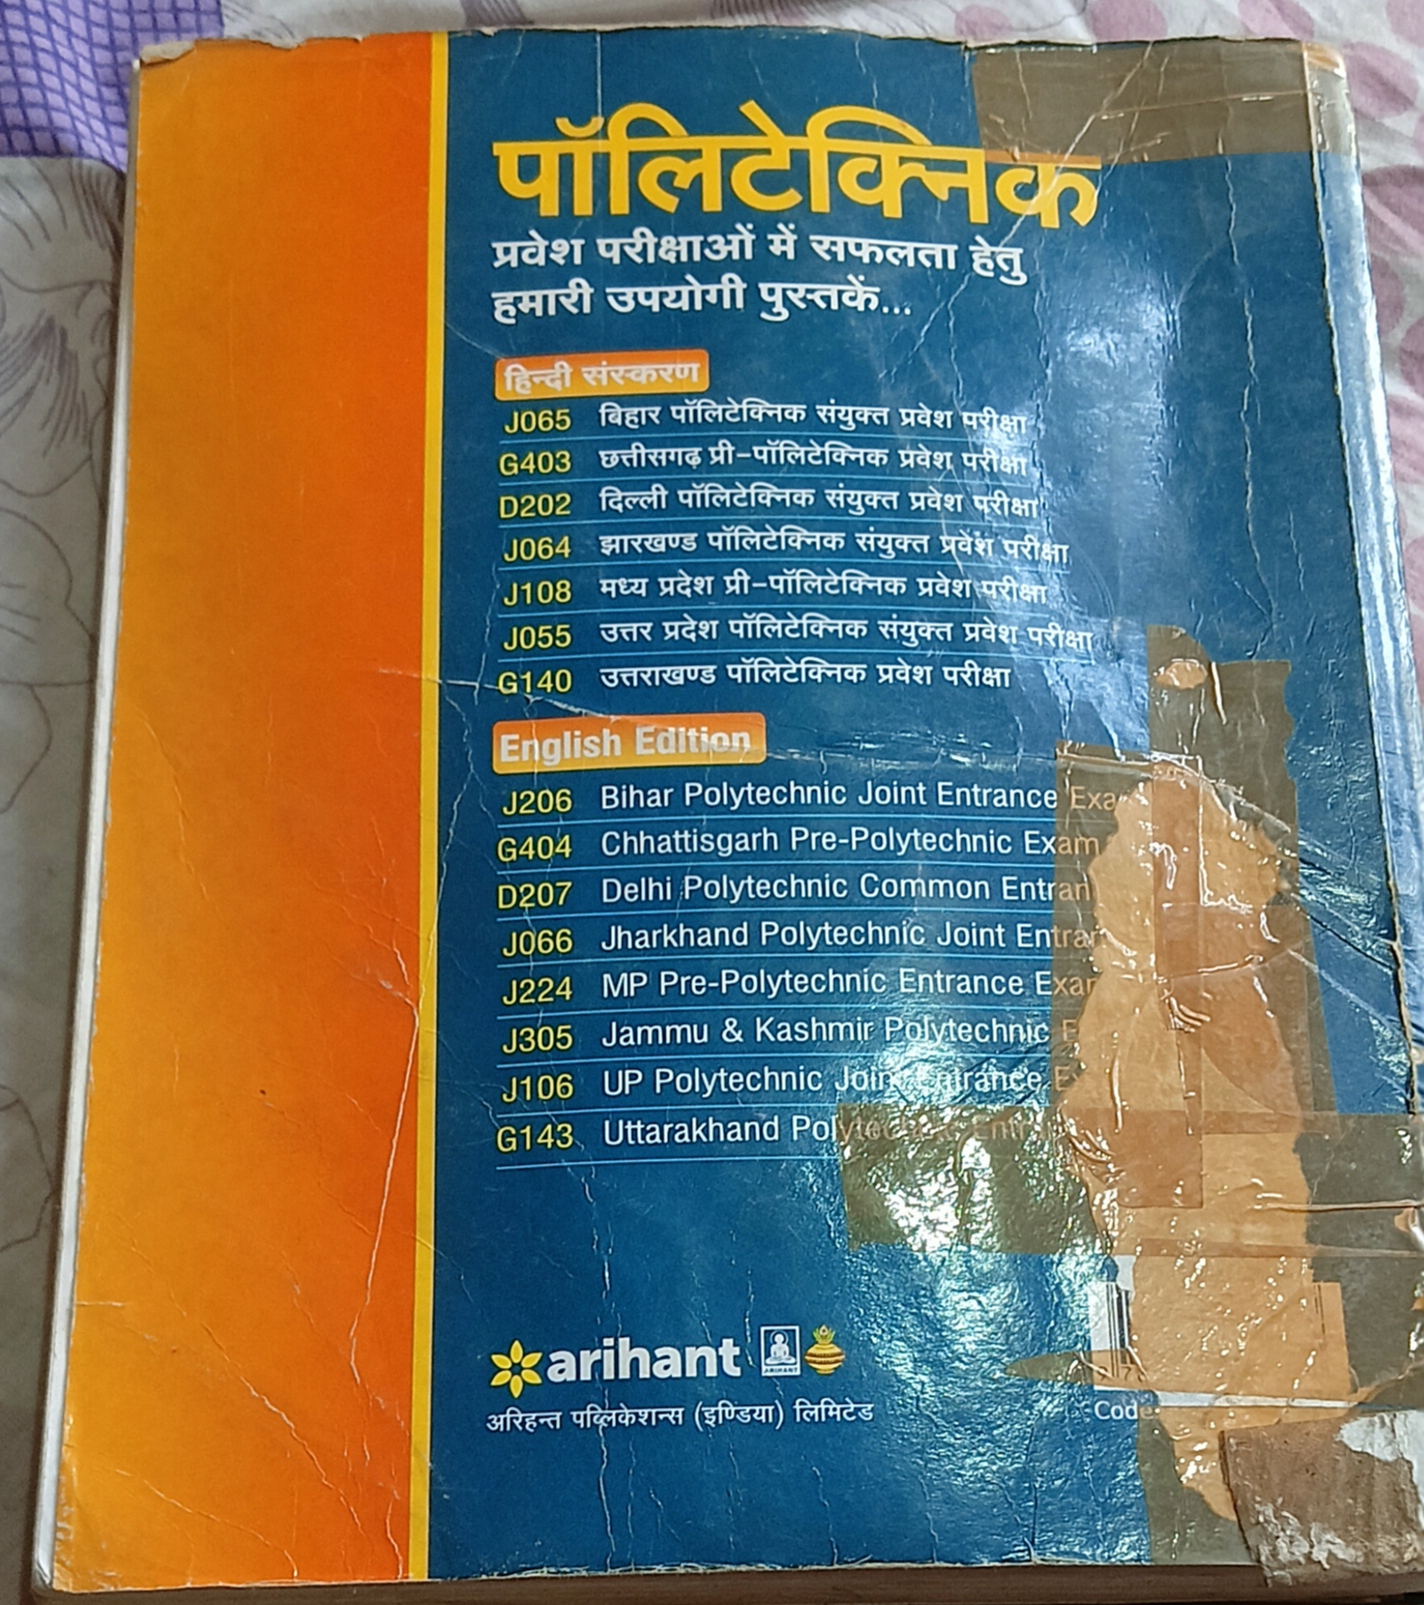 पॉलिटेक्निक
प्रवेश परीक्षाओं में सफलता हेतु
हमारी उपयोगी पुस्तकें...
हिन्दी संस्करण
J065 बिहार पॉलिटेक्निक संयुक्त प्रवेश परीक्षा
G403 छत्तीसगढ़ प्री-पॉलिटेक्निक प्रवेश परीक्षा
D202 दिल्ली पॉलिटेक्निक संयुक्त प्रवेश परीक्षा
J064 झारखण्ड पॉलिटेक्निक संयुक्त प्रवेश परीक्षा
J108 मध्य प्रदेश प्री-पॉलिटेक्निक प्रवेश परीक्षा
J055 उत्तर प्रदेश पॉलिटेक्निक संयुक्त प्रवेश परीक्षा
G140 उत्तराखण्ड पॉलिटेक्निक प्रवेश परीक्षा
English Edition
J206 Bihar Polytechnic Joint Entrance
G404 Chhattisgarh Pre-Polytechnic Exam
D207 Delhi Polytechnic Common
J066 Jharkhand Polytechnic Joint
J224 MP Pre-Polytechnic Entrance
J305 Jammu & Kashmir Polytechnic
J106 UP Polytechnic Joint Entrance
G143 Uttarakhand
arihant
ARIHANT
अरिहन्त पब्लिकेशन्स (इण्डिया) लिमिटेड
Code